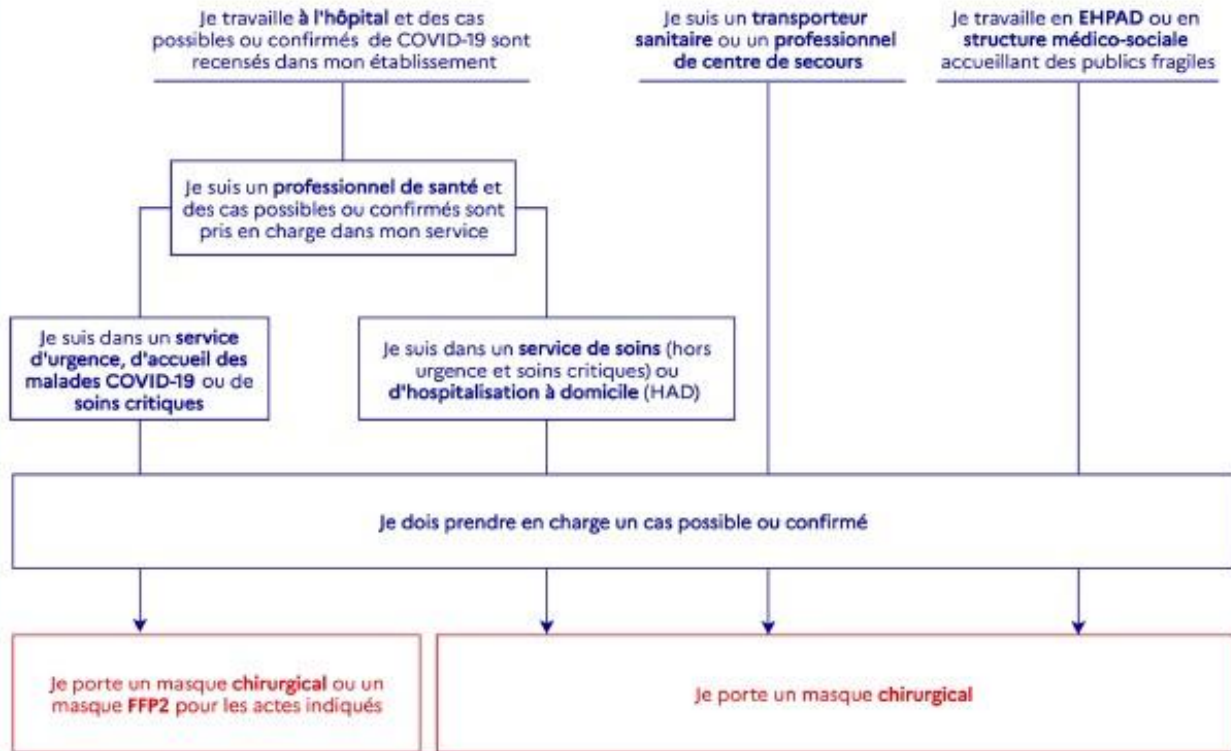 Je travaille à l'hôpital et des cas
possibles ou confirmés de COVID-19 sont
recensés dans mon établissement
Je suis un transporteur
sanitaire ou un professionnel
de centre de secours
Je travaille en EHPAD ou en
structure médico-sociale
accueillant des publics fragiles
Je suis un professionnel de santé et
des cas possibles ou confirmés sont
pris en charge dans mon service
Je suis dans un service
d'urgence, d'accueil des
malades COVID-19 ou de
soins critiques
Je suis dans un service de soins (hors
urgence et soins critiques) ou
d'hospitalisation à domicile (HAD)
Je dois prendre en charge un cas possible ou confirmé
Je porte un masque chirurgical ou un
masque FFP2 pour les actes indiqués
Je porte un masque chirurgical